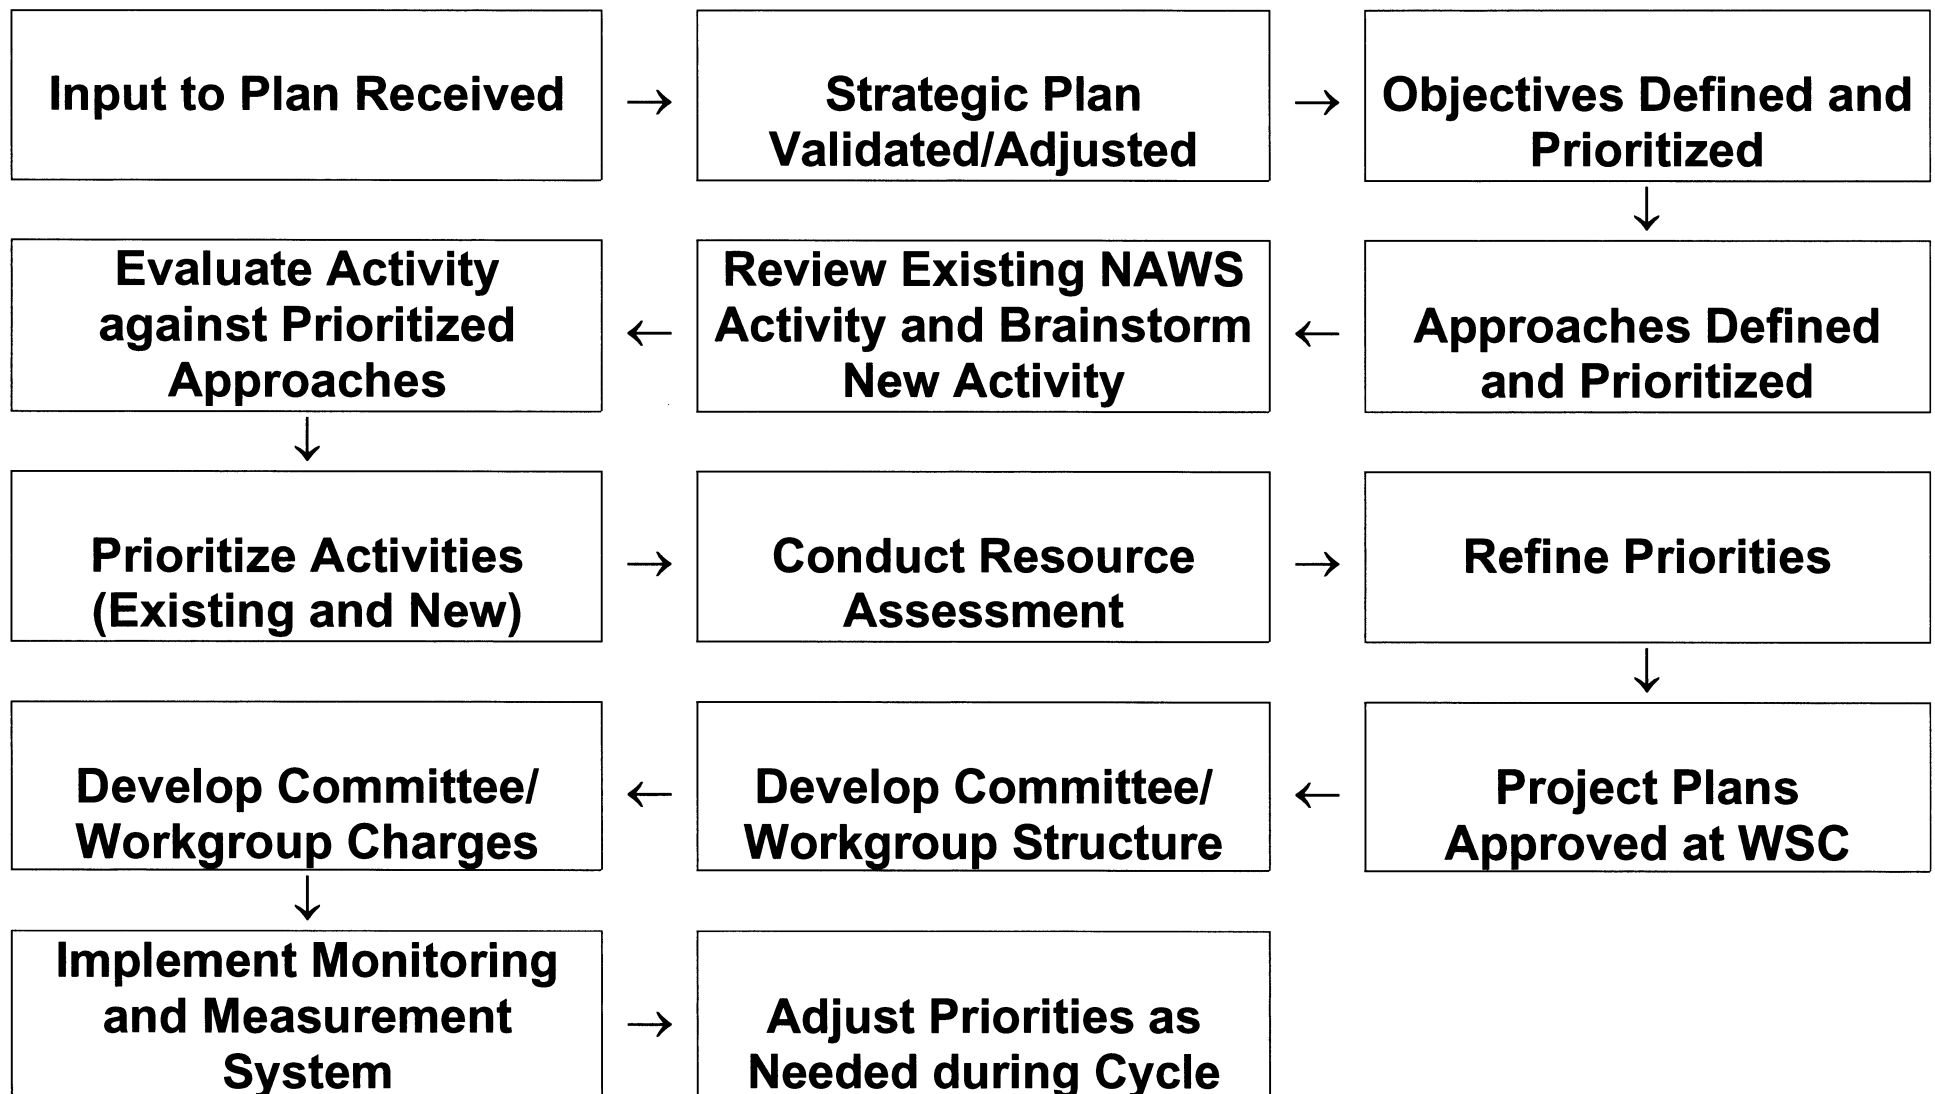 Input to Plan Received
→
Strategic Plan
Validated/Adjusted
→
Objectives Defined and
Prioritized
↓
Approaches Defined
and Prioritized
←
Review Existing NAWS
Activity and Brainstorm
New Activity
←
Evaluate Activity
against Prioritized
Approaches
↓
Prioritize Activities
(Existing and New)
→
Conduct Resource
Assessment
→
Refine Priorities
↓
Project Plans
Approved at WSC
←
Develop Committee/
Workgroup Structure
←
Develop Committee/
Workgroup Charges
↓
Implement Monitoring
and Measurement
System
→
Adjust Priorities as
Needed during Cycle